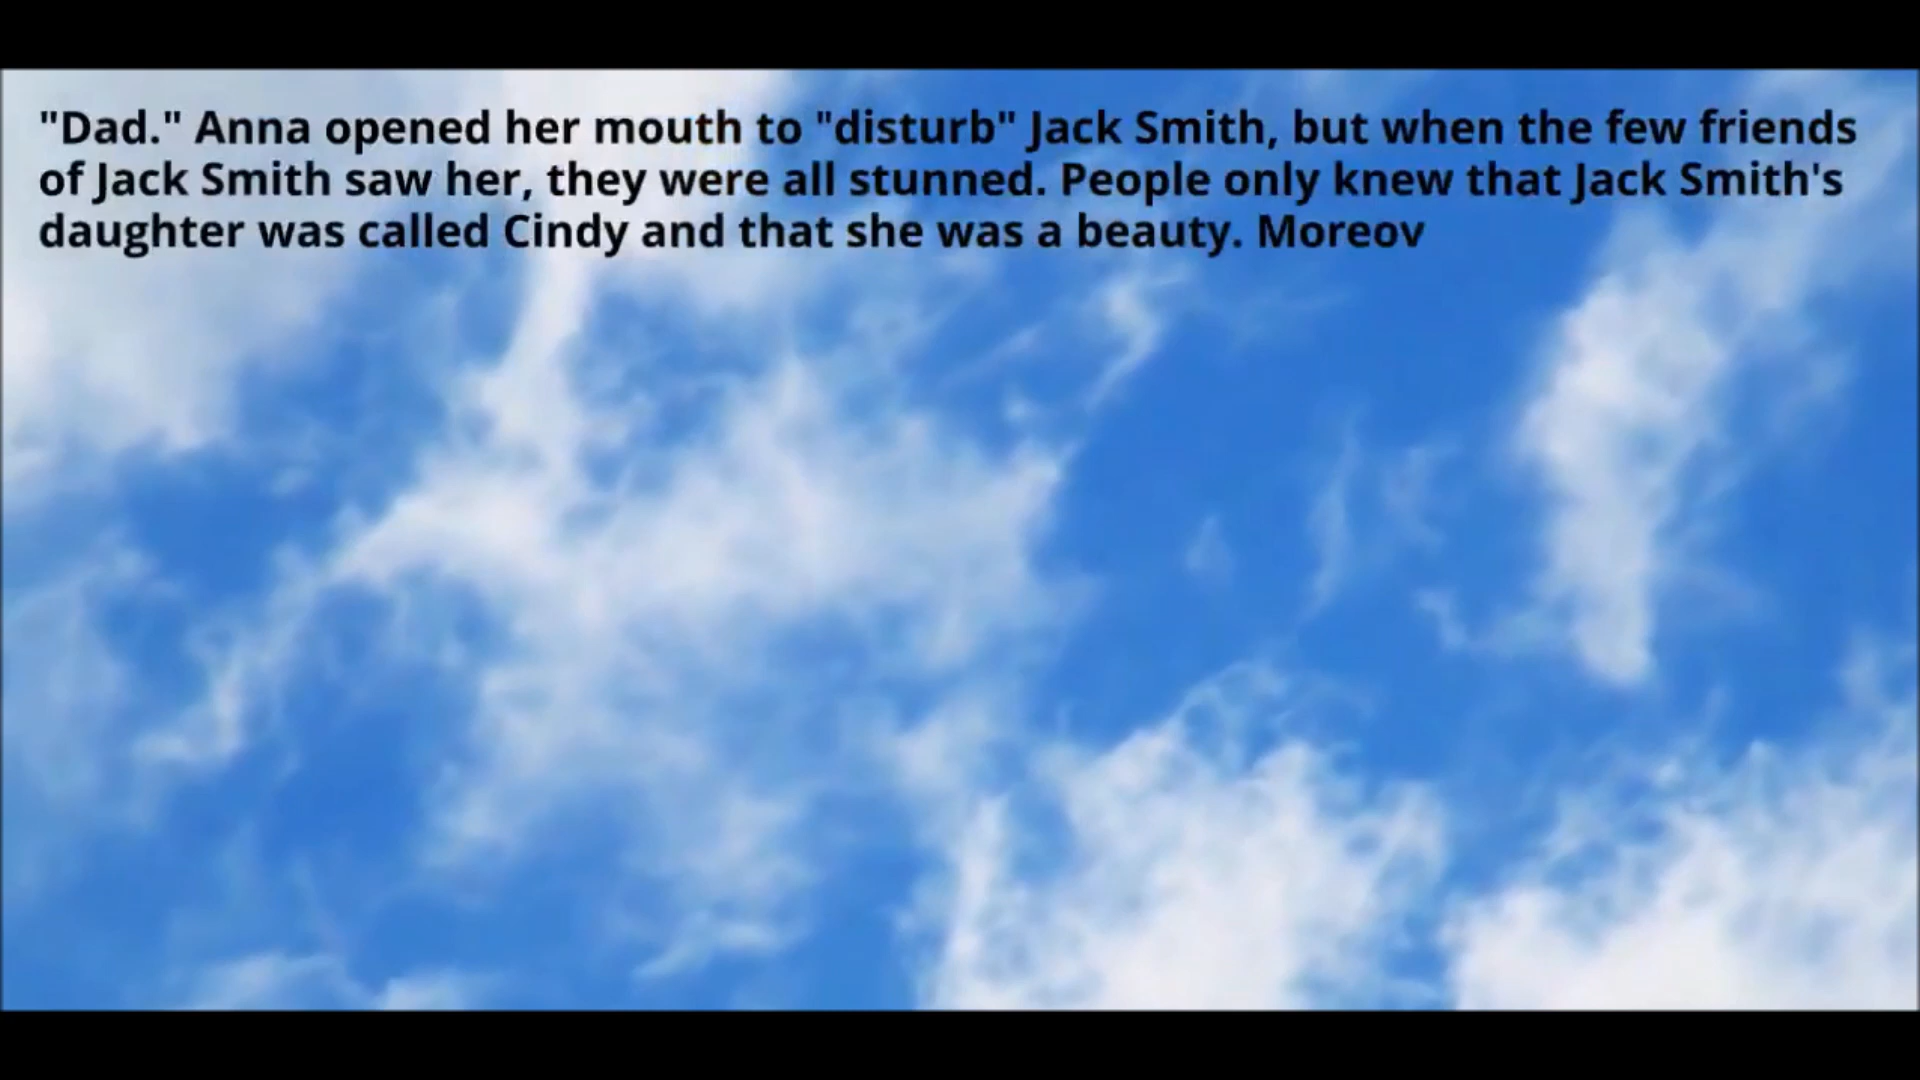 "Dad." Anna opened her mouth to "disturb" Jack Smith, but when the few friends
of Jack Smith saw her, they were all stunned. People only knew that Jack Smith's
daughter was called Cindy and that she was a beauty. Moreov